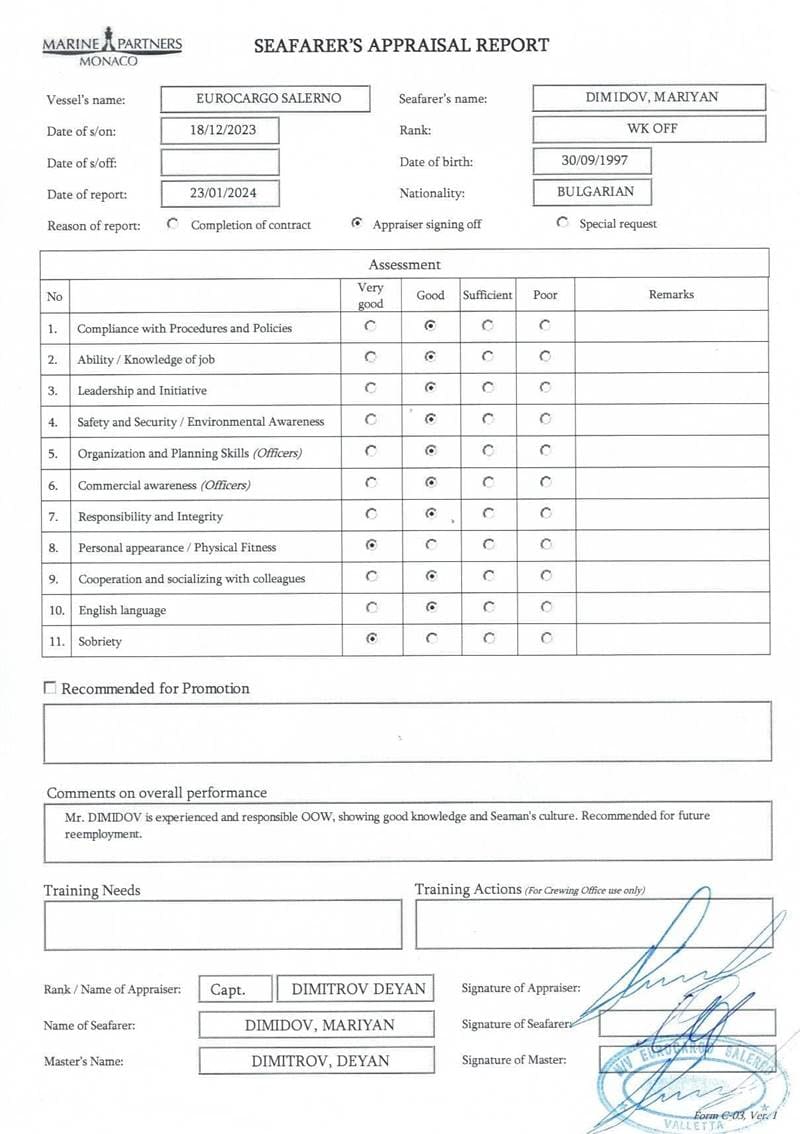 MARINE PARTNERS
MONACO
SEAFARER'S APPRAISAL REPORT
Vessel's name: EUROCARGO SALERNO Seafarer's name: DIMIDOV, MARIYAN
Date of s/on: 18/12/2023 Rank: WK OFF
Date of s/off: Date of birth: 30/09/1997
Date of report: 23/01/2024 Nationality: BULGARIAN
Reason of report: Completion of contract Appraiser signing off Special request
Assessment
No Very good Good Sufficient Poor Remarks
1. Compliance with Procedures and Policies
2. Ability / Knowledge of job
3. Leadership and Initiative
4. Safety and Security / Environmental Awareness
5. Organization and Planning Skills (Officers)
6. Commercial awareness (Officers)
7. Responsibility and Integrity
8. Personal appearance / Physical Fitness
9. Cooperation and socializing with colleagues
10. English language
11. Sobriety
Recommended for Promotion
Comments on overall performance
Mr. DIMIDOV is experienced and responsible OOW, showing good knowledge and Seaman's culture. Recommended for future
reemployment.
Training Needs Training Actions (For Crewing Office use only)
Rank / Name of Appraiser: Capt. DIMITROV DEYAN Signature of Appraiser:
Name of Seafarer: DIMIDOV, MARIYAN Signature of Seafarer:
Master's Name: DIMITROV, DEYAN Signature of Master:
M/V EUROCARGO SALERNO
VALLETTA
Form C-03, Ver. 1